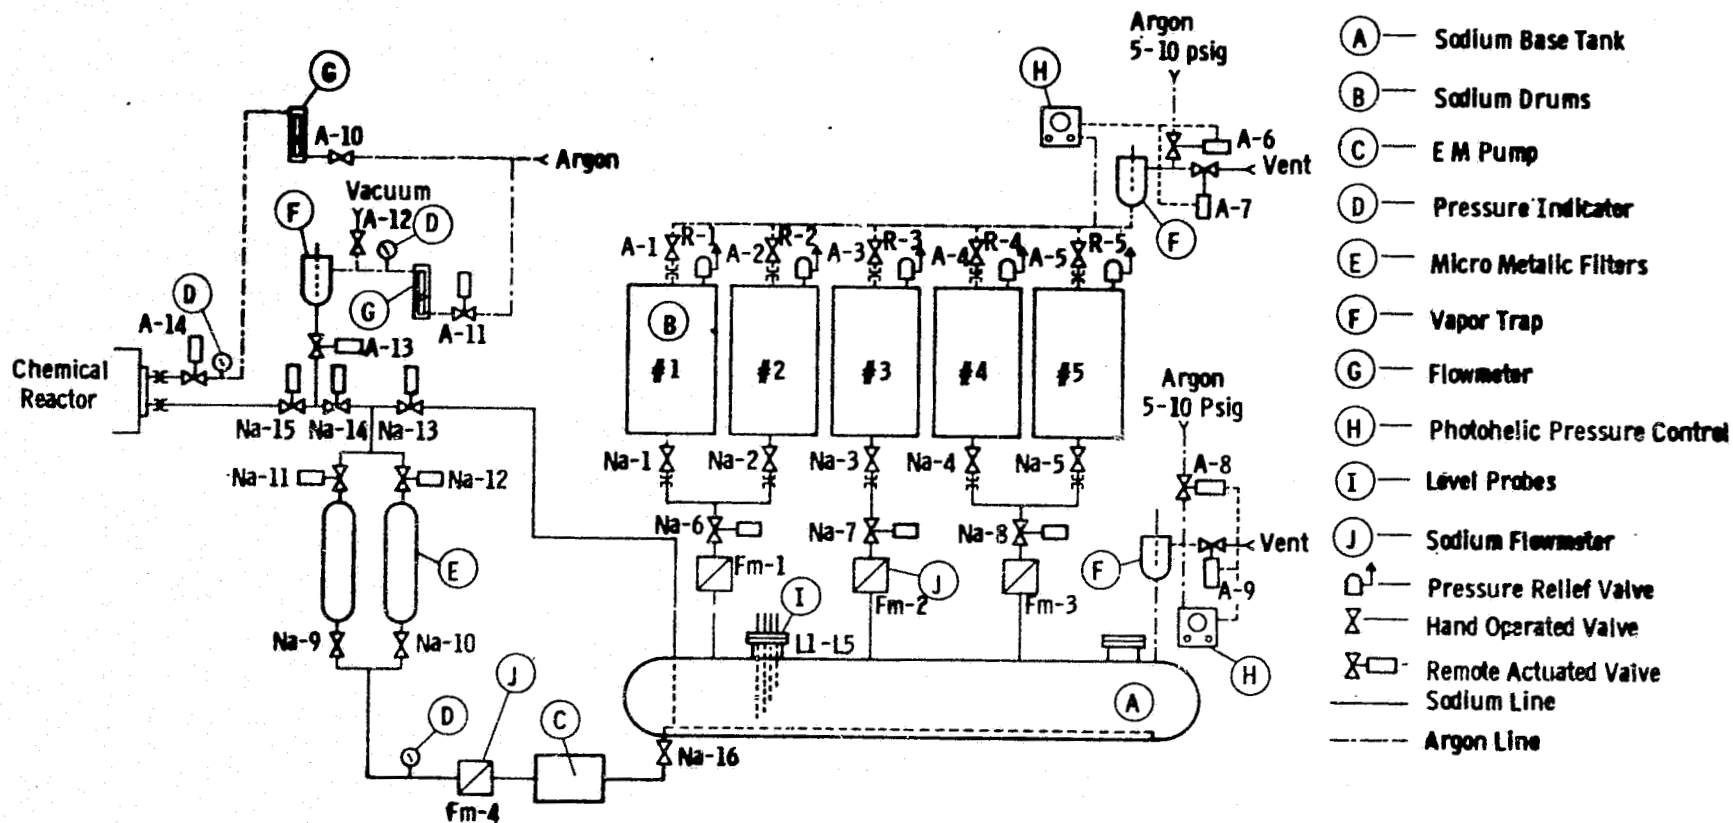 G
A-10
Argon
Vacuum
A-12
D
F
D
G
A-11
A-14
A-13
Chemical
Reactor
Na-15
Na-14
Na-13
Na-11
Na-12
E
Na-9
Na-10
D
J
C
Fm-4
Na-16
Argon
5-10 psig
H
A-6
Vent
A-7
F
A-1
R-1
A-2
R-2
A-3
R-3
A-4
R-4
A-5
R-5
B
#1
#2
#3
#4
#5
Na-1
Na-2
Na-3
Na-4
Na-5
Na-6
Na-7
Na-8
Fm-1
J
Fm-2
Fm-3
I
L1-L5
A
Argon
5-10 Psig
A-8
F
Vent
A-9
H
A Sodium Base Tank
B Sodium Drums
C E M Pump
D Pressure Indicator
E Micro Metalic Filters
F Vapor Trap
G Flowmeter
H Photohelic Pressure Control
I Level Probes
J Sodium Flowmeter
Pressure Relief Valve
Hand Operated Valve
Remote Actuated Valve
Sodium Line
Argon Line